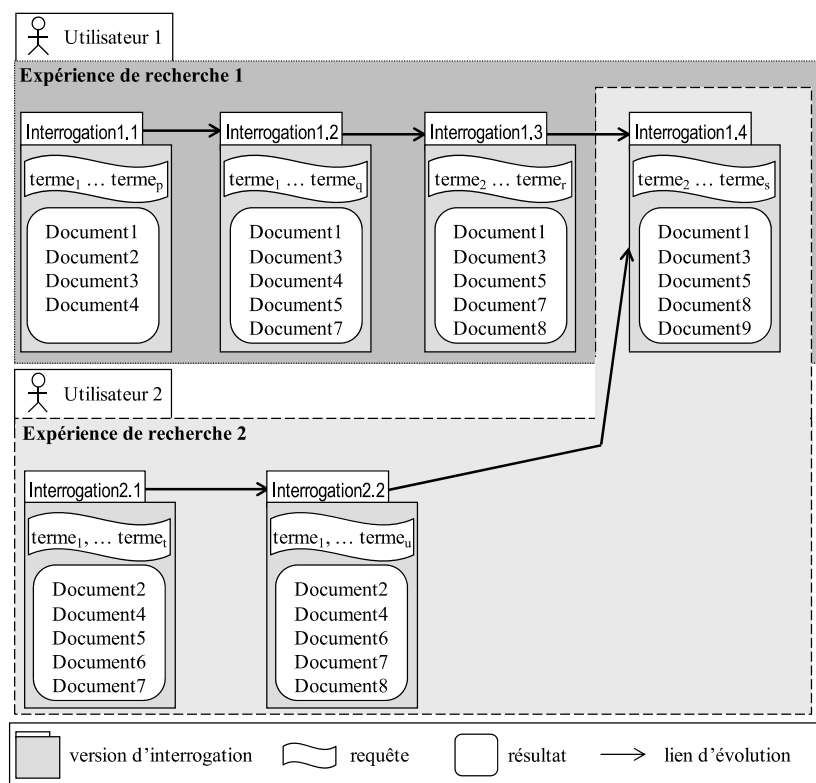 Utilisateur 1
Expérience de recherche 1
Interrogation1.1
terme1 … termep
Document1
Document2
Document3
Document4
Interrogation1.2
terme1 … termeq
Document1
Document3
Document4
Document5
Document7
Interrogation1.3
terme2 … termer
Document1
Document3
Document5
Document7
Document8
Interrogation1.4
terme2 … termes
Document1
Document3
Document5
Document8
Document9
Utilisateur 2
Expérience de recherche 2
Interrogation2.1
terme1, … termet
Document2
Document4
Document5
Document6
Document7
Interrogation2.2
terme1, … termeu
Document2
Document4
Document6
Document7
Document8
version d’interrogation
requête
résultat
lien d’évolution